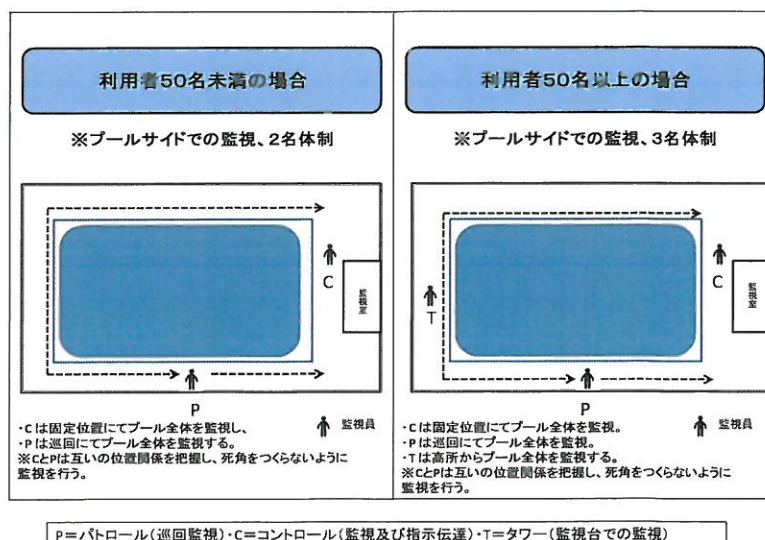 利用者50名未満の場合
※プールサイドでの監視、2名体制
C
監視室
P
・Cは固定位置にてプール全体を監視し、
・Pは巡回にてプール全体を監視する。
※CとPは互いの位置関係を把握し、死角をつくらないように
監視を行う。
監視員
利用者50名以上の場合
※プールサイドでの監視、3名体制
C
監視室
T
P
・Cは固定位置にてプール全体を監視。
・Pは巡回にてプール全体を監視。
・Tは高所からプール全体を監視する。
※CとPは互いの位置関係を把握し、死角をつくらないように
監視を行う。
監視員
P=パトロール(巡回監視)・C=コントロール(監視及び指示伝達)・T=タワー(監視台での監視)